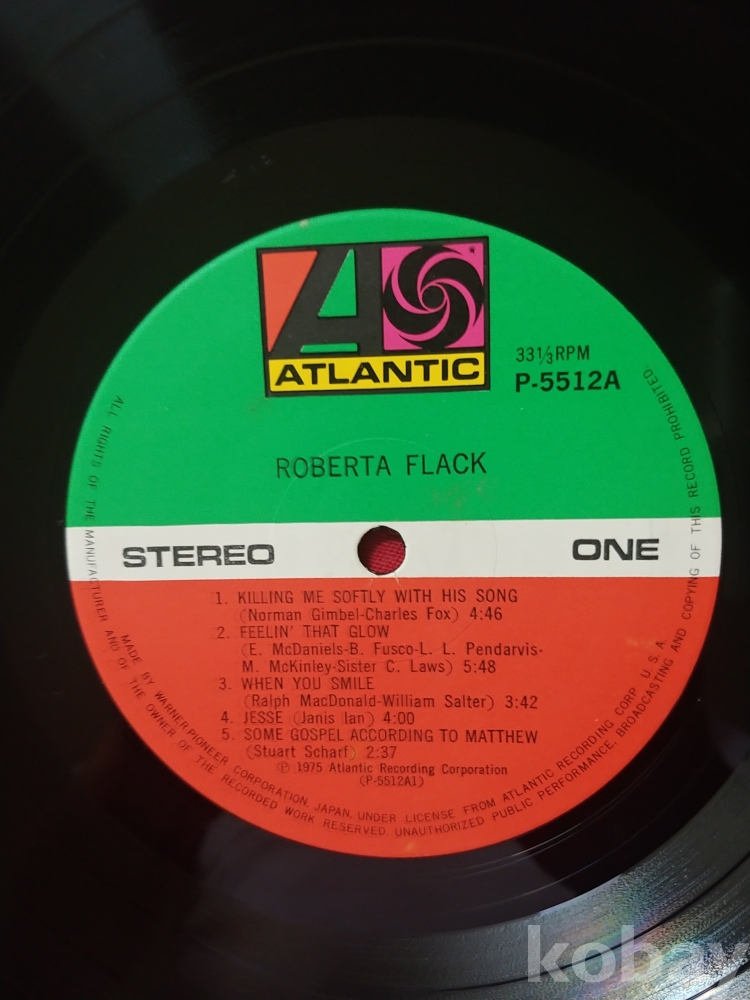 ATLANTIC
33⅓RPM
P-5512A
ROBERTA FLACK
STEREO
ONE
1. KILLING ME SOFTLY WITH HIS SONG
(Norman Gimbel-Charles Fox) 4:46
2. FEELIN' THAT GLOW
(E. McDaniels-B. Fusco-L. L. Pendarvis-
M. McKinley-Sister C. Laws) 5:48
3. WHEN YOU SMILE
(Ralph MacDonald-William Salter) 3:42
4. JESSE (Janis Ian) 4:00
5. SOME GOSPEL ACCORDING TO MATTHEW
(Stuart Scharf) 2:37
℗ 1975 Atlantic Recording Corporation
(P-5512A1)
MADE BY WARNER-PIONEER CORPORATION, JAPAN, UNDER LICENSE FROM ATLANTIC RECORDING CORP. U.S.A.
ALL RIGHTS OF THE MANUFACTURER AND OF THE OWNER OF THE RECORDED WORK RESERVED. UNAUTHORIZED PUBLIC PERFORMANCE, BROADCASTING AND COPYING OF THIS RECORD PROHIBITED.
kobay